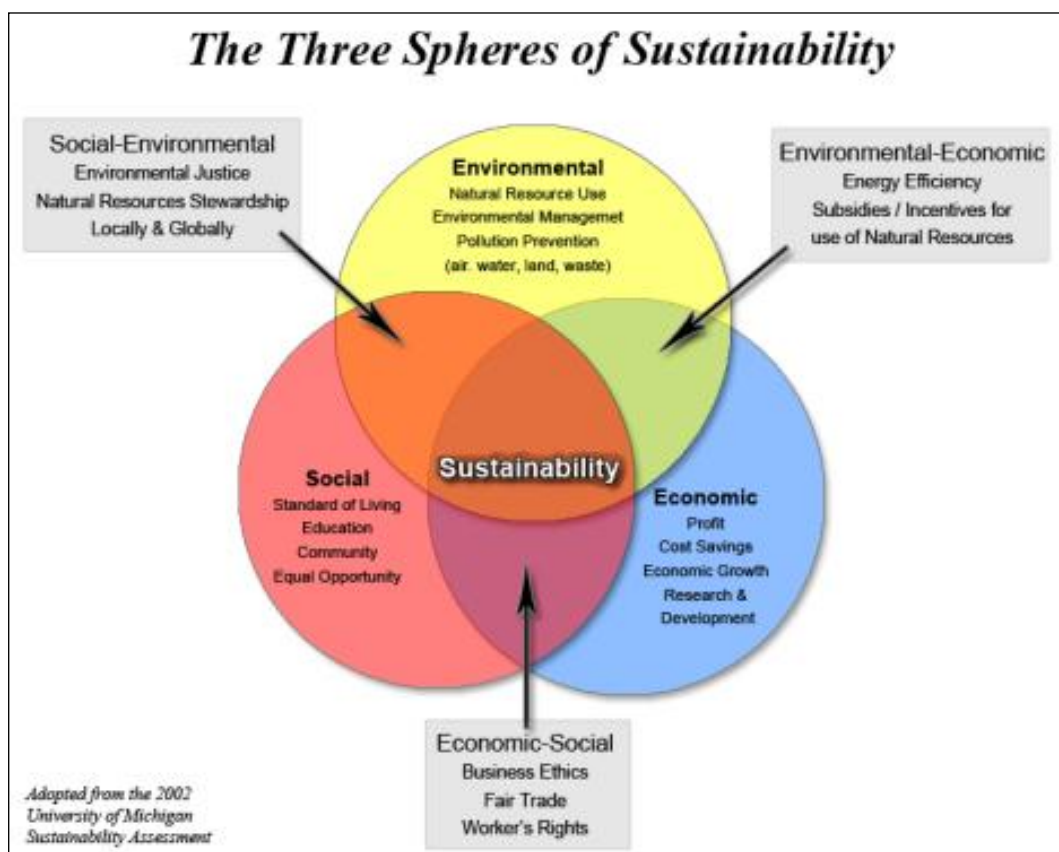 The Three Spheres of Sustainability
Social-Environmental
Environmental Justice
Natural Resources Stewardship
Locally & Globally
Environmental
Natural Resource Use
Environmental Managemet
Pollution Prevention
(air. water, land, waste)
Environmental-Economic
Energy Efficiency
Subsidies / Incentives for
use of Natural Resources
Sustainability
Social
Standard of Living
Education
Community
Equal Opportunity
Economic
Profit
Cost Savings
Economic Growth
Research &
Development
Economic-Social
Business Ethics
Fair Trade
Worker's Rights
Adopted from the 2002
University of Michigan
Sustainability Assessment